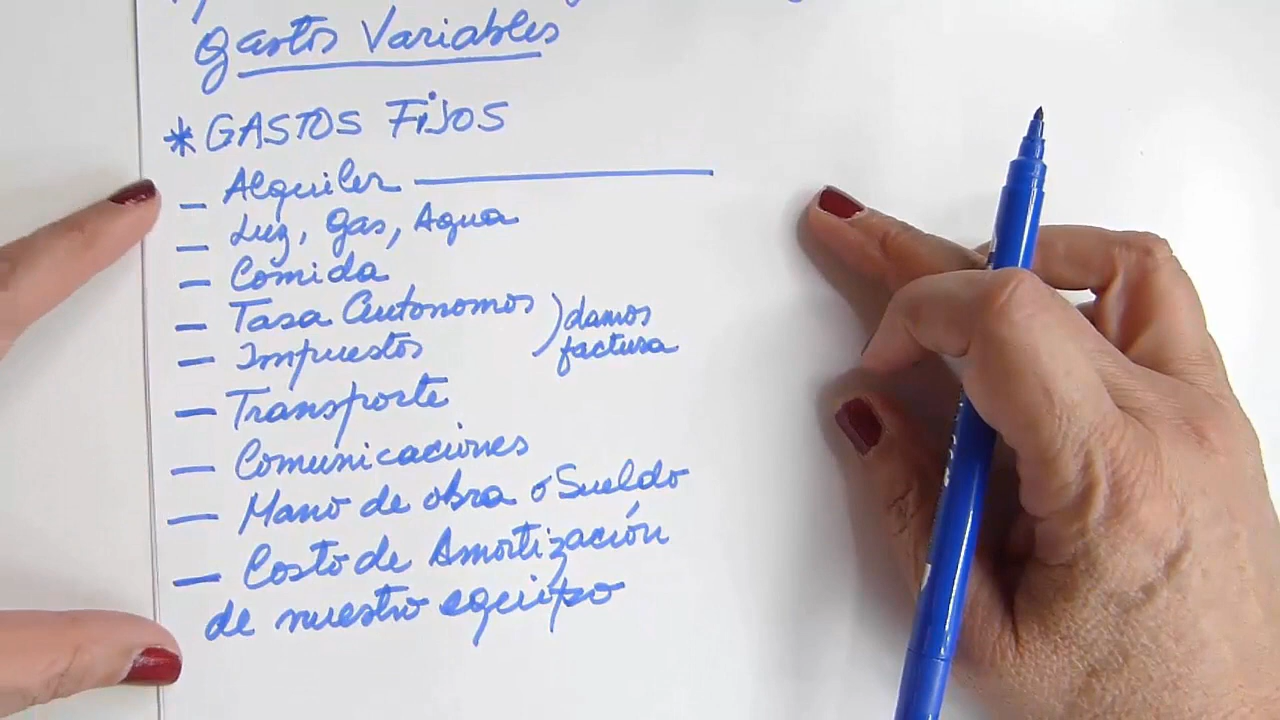 Gastos Variables
* GASTOS FiJOS
— Alquiler ———
— Luz, Gas, Agua
— Comida
— Tasa Autonomos
— Impuestos ) damos factura
— Transporte
— Comunicaciones
— Mano de obra o Sueldo
— Costo de Amortización
de nuestro equipo